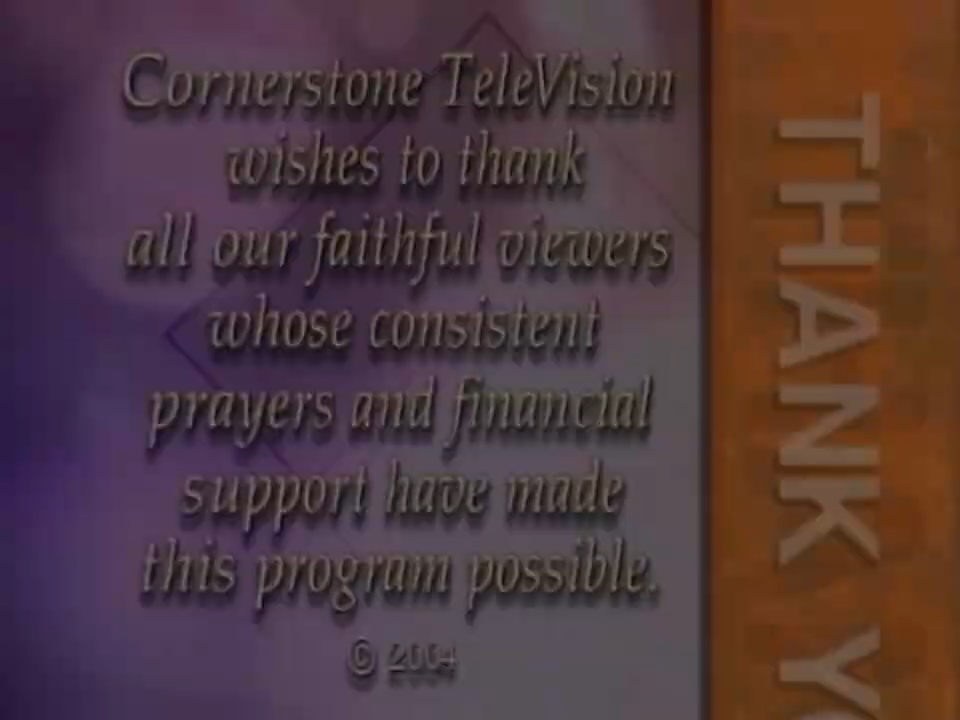 Cornerstone TeleVision
wishes to thank
all our faithful viewers
whose consistent
prayers and financial
support have made
this program possible.
© 2004
THANK YO